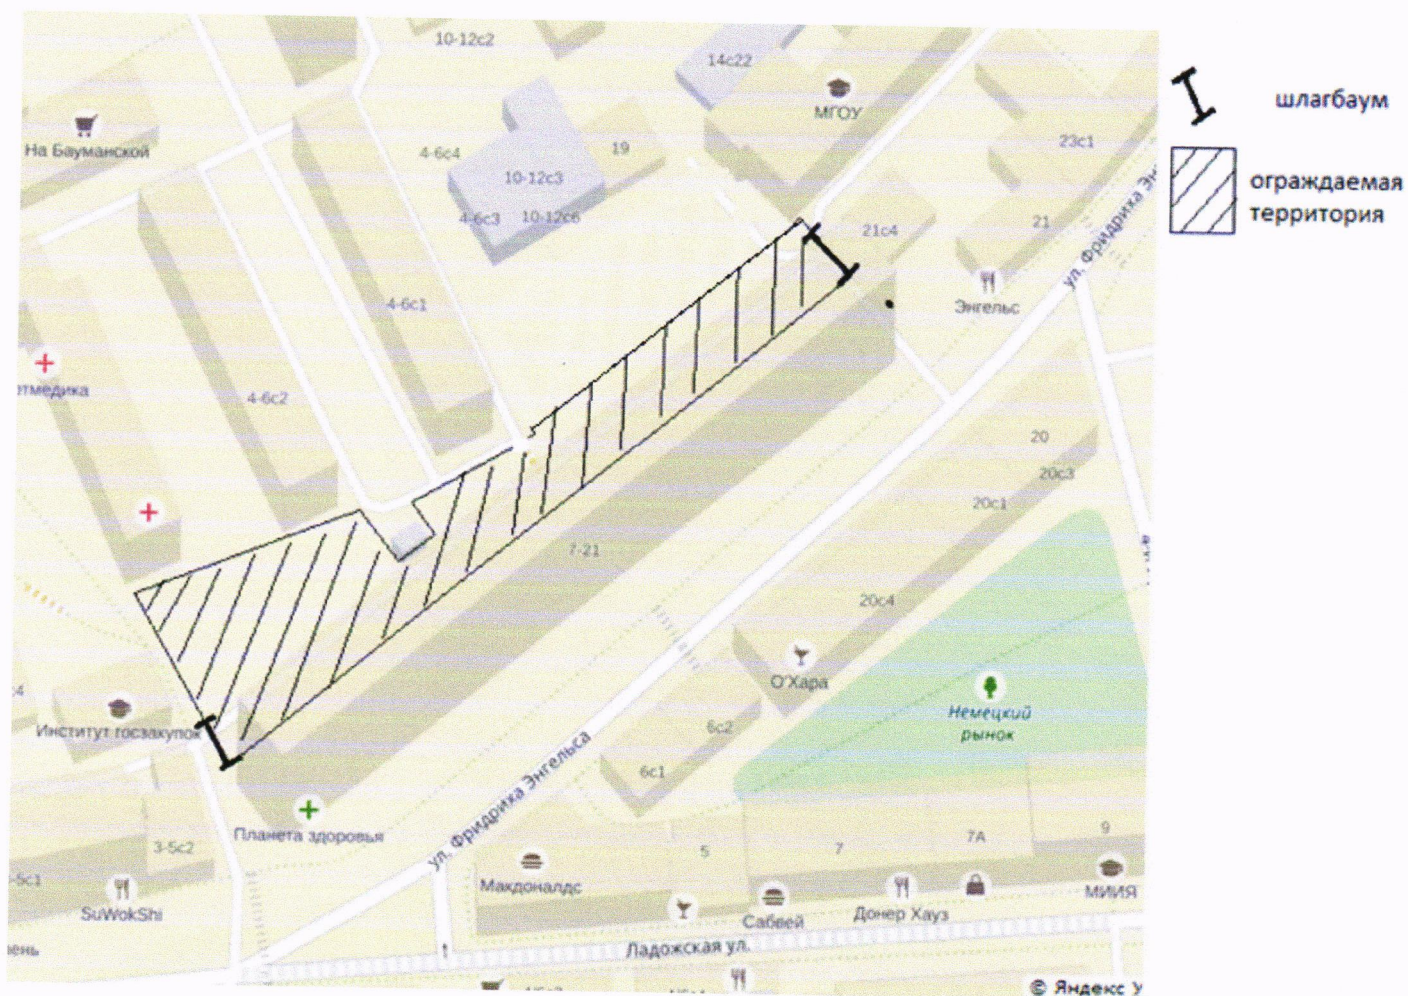 10-12с2
14с22
МГОУ
шлагбаум
На Бауманской
4-6с4
19
23с1
10-12с3
ограждаемая
территория
4-6с3
10-12с6
21с4
21
ул. Фридриха Эн
4-6с1
Энгельс
етмедика
4-6с2
20
20с3
20с1
7-21
20с4
О'Хара
Немецкий
рынок
Институт госзакупок
6с2
6с1
ул. Фридриха Энгельса
Планета здоровья
3-5с2
5
7
7А
9
-5с1
SuWokShi
Макдоналдс
Сабвей
Донер Хауз
МИИЯ
Ладожская ул.
© Яндекс У